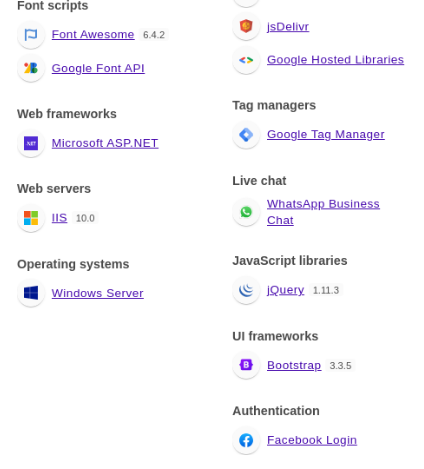 Font scripts
Font Awesome 6.4.2
Google Font API
Web frameworks
Microsoft ASP.NET
Web servers
IIS 10.0
Operating systems
Windows Server
jsDelivr
Google Hosted Libraries
Tag managers
Google Tag Manager
Live chat
WhatsApp Business
Chat
JavaScript libraries
jQuery 1.11.3
UI frameworks
Bootstrap 3.3.5
Authentication
Facebook Login